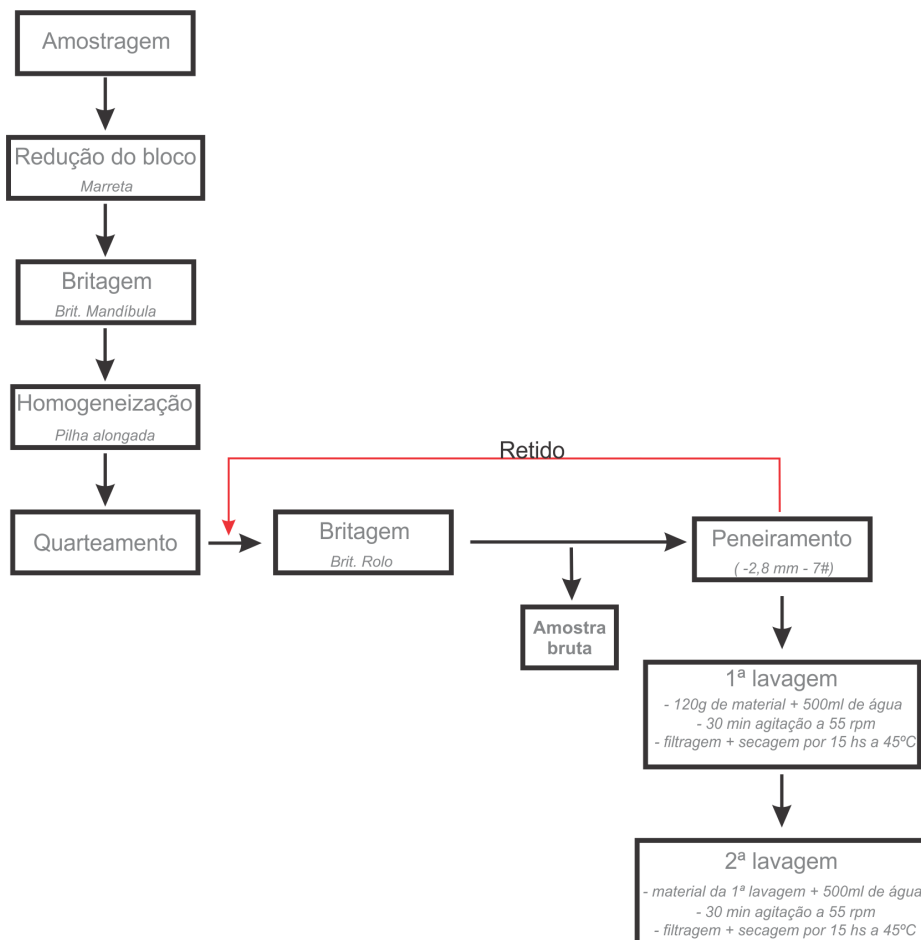 Amostragem
Redução do bloco
Marreta
Britagem
Brit. Mandíbula
Homogeneização
Pilha alongada
Retido
Quarteamento
Britagem
Brit. Rolo
Peneiramento
( -2,8 mm - 7#)
Amostra
bruta
1ª lavagem
- 120g de material + 500ml de água
- 30 min agitação a 55 rpm
- filtragem + secagem por 15 hs a 45ºC
2ª lavagem
- material da 1ª lavagem + 500ml de água
- 30 min agitação a 55 rpm
- filtragem + secagem por 15 hs a 45ºC